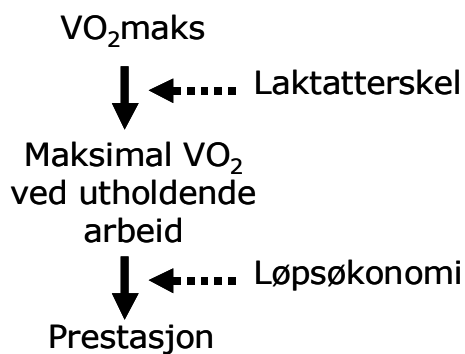 VO₂maks
Laktatterskel
Maksimal VO₂
ved utholdende
arbeid
Løpsøkonomi
Prestasjon